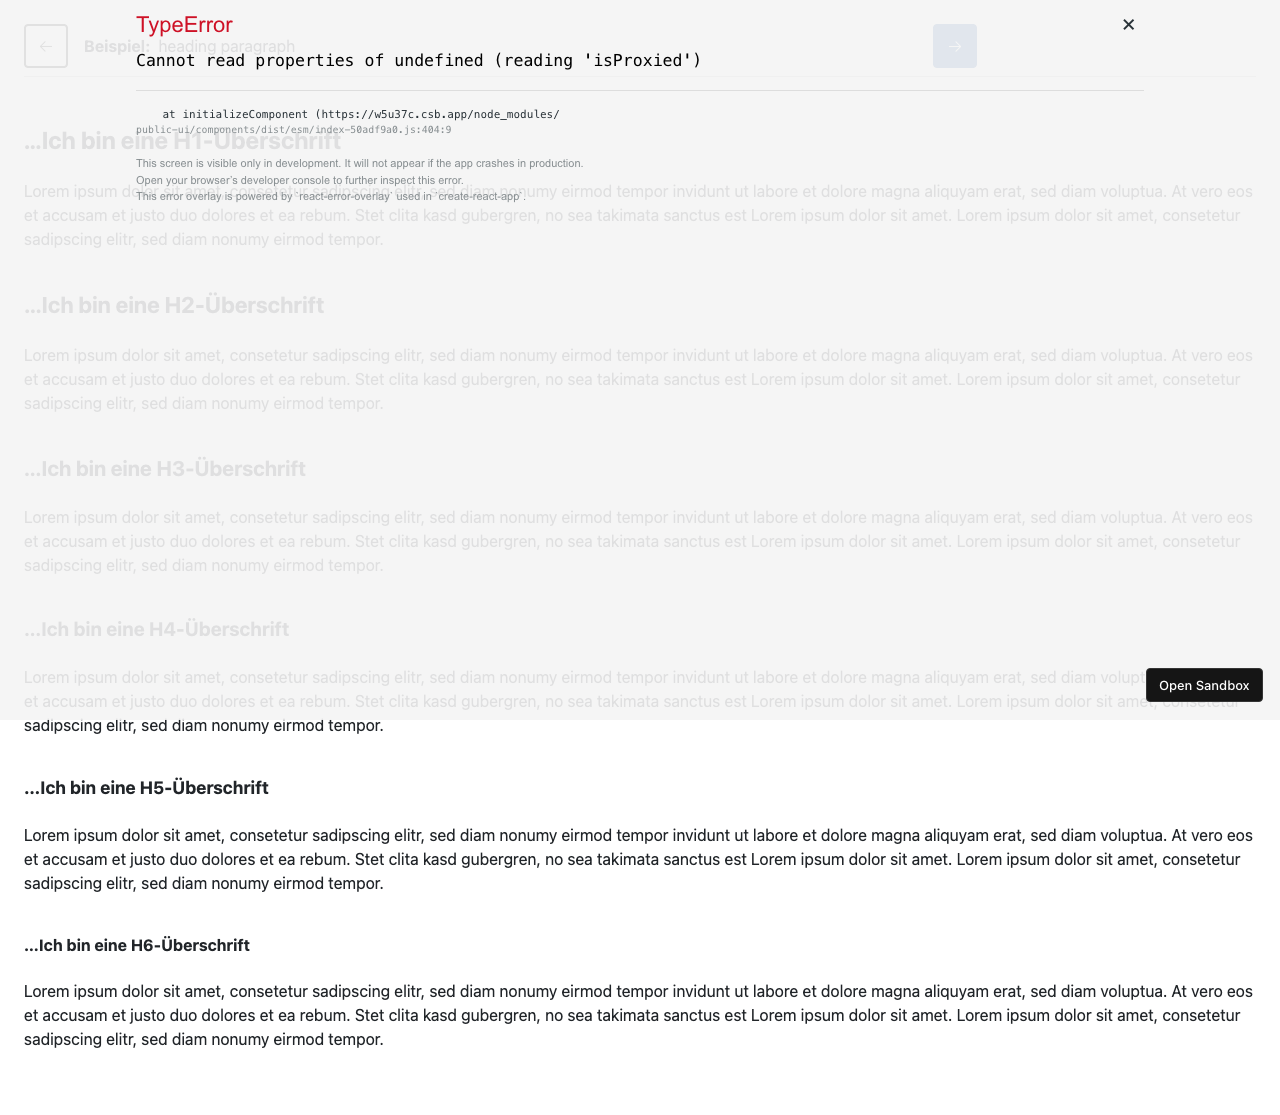 TypeError
✕
← Beispiel: heading paragraph →
Cannot read properties of undefined (reading 'isProxied')
at initializeComponent (https://w5u37c.csb.app/node_modules/
public-ui/components/dist/esm/index-50adf9a0.js:404:9
...Ich bin eine H1-Überschrift
This screen is visible only in development. It will not appear if the app crashes in production.
Open your browser's developer console to further inspect this error.
This error overlay is powered by `react-error-overlay` used in `create-react-app`.
Lorem ipsum dolor sit amet, consetetur sadipscing elitr, sed diam nonumy eirmod tempor invidunt ut labore et dolore magna aliquyam erat, sed diam voluptua. At vero eos
et accusam et justo duo dolores et ea rebum. Stet clita kasd gubergren, no sea takimata sanctus est Lorem ipsum dolor sit amet. Lorem ipsum dolor sit amet, consetetur
sadipscing elitr, sed diam nonumy eirmod tempor.
...Ich bin eine H2-Überschrift
Lorem ipsum dolor sit amet, consetetur sadipscing elitr, sed diam nonumy eirmod tempor invidunt ut labore et dolore magna aliquyam erat, sed diam voluptua. At vero eos
et accusam et justo duo dolores et ea rebum. Stet clita kasd gubergren, no sea takimata sanctus est Lorem ipsum dolor sit amet. Lorem ipsum dolor sit amet, consetetur
sadipscing elitr, sed diam nonumy eirmod tempor.
...Ich bin eine H3-Überschrift
Lorem ipsum dolor sit amet, consetetur sadipscing elitr, sed diam nonumy eirmod tempor invidunt ut labore et dolore magna aliquyam erat, sed diam voluptua. At vero eos
et accusam et justo duo dolores et ea rebum. Stet clita kasd gubergren, no sea takimata sanctus est Lorem ipsum dolor sit amet. Lorem ipsum dolor sit amet, consetetur
sadipscing elitr, sed diam nonumy eirmod tempor.
...Ich bin eine H4-Überschrift
Lorem ipsum dolor sit amet, consetetur sadipscing elitr, sed diam nonumy eirmod tempor invidunt ut labore et dolore magna aliquyam erat, sed diam
Open Sandbox
et accusam et justo duo dolores et ea rebum. Stet clita kasd gubergren, no sea takimata sanctus est Lorem ipsum dolor sit amet. Lorem ipsum dolor sit amet, consetetur
sadipscing elitr, sed diam nonumy eirmod tempor.
...Ich bin eine H5-Überschrift
Lorem ipsum dolor sit amet, consetetur sadipscing elitr, sed diam nonumy eirmod tempor invidunt ut labore et dolore magna aliquyam erat, sed diam voluptua. At vero eos
et accusam et justo duo dolores et ea rebum. Stet clita kasd gubergren, no sea takimata sanctus est Lorem ipsum dolor sit amet. Lorem ipsum dolor sit amet, consetetur
sadipscing elitr, sed diam nonumy eirmod tempor.
...Ich bin eine H6-Überschrift
Lorem ipsum dolor sit amet, consetetur sadipscing elitr, sed diam nonumy eirmod tempor invidunt ut labore et dolore magna aliquyam erat, sed diam voluptua. At vero eos
et accusam et justo duo dolores et ea rebum. Stet clita kasd gubergren, no sea takimata sanctus est Lorem ipsum dolor sit amet. Lorem ipsum dolor sit amet, consetetur
sadipscing elitr, sed diam nonumy eirmod tempor.